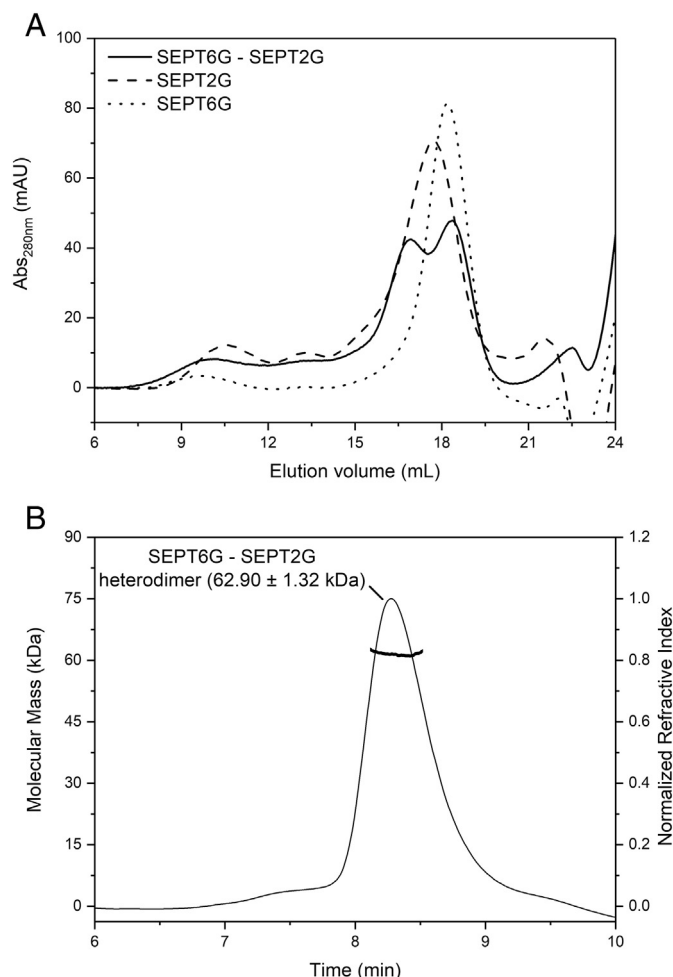 A
SEPT6G - SEPT2G
SEPT2G
SEPT6G
100
80
60
40
20
0
Abs280nm (mAU)
6 9 12 15 18 21 24
Elution volume (mL)
B
SEPT6G - SEPT2G
heterodimer (62.90 ± 1.32 kDa)
90
75
60
45
30
15
0
Molecular Mass (kDa)
1.2
1.0
0.8
0.6
0.4
0.2
0.0
Normalized Refractive Index
6 7 8 9 10
Time (min)